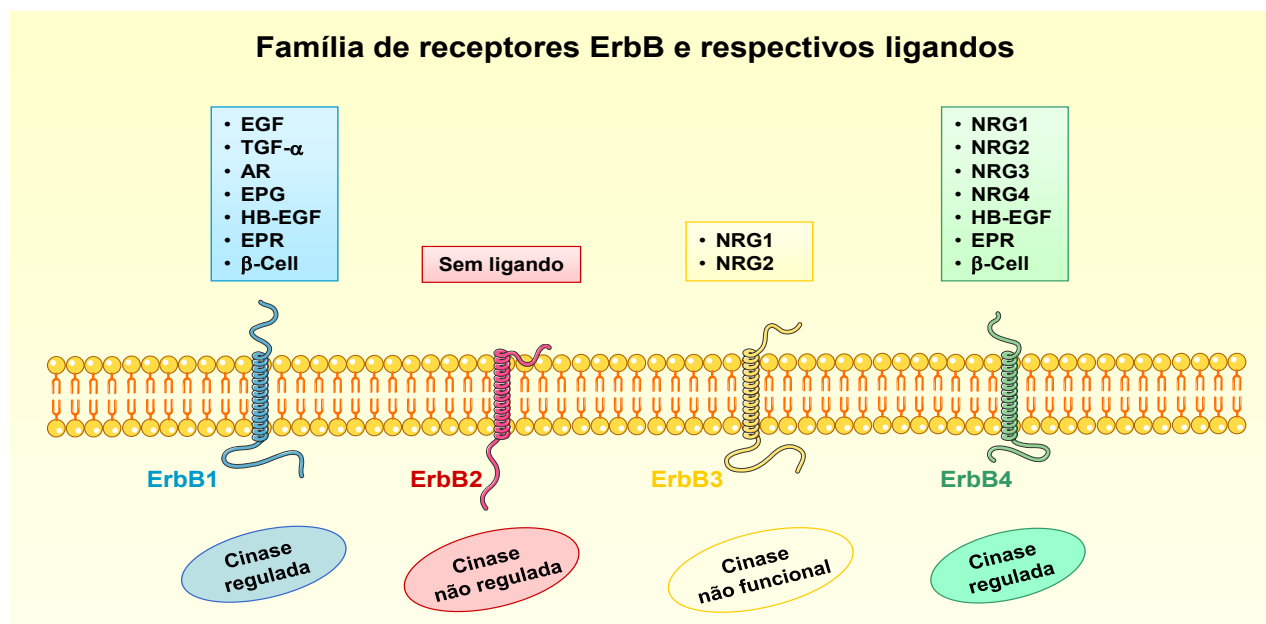 Família de receptores ErbB e respectivos ligandos
• EGF
• TGF-α
• AR
• EPG
• HB-EGF
• EPR
• β-Cell
Sem ligando
• NRG1
• NRG2
• NRG1
• NRG2
• NRG3
• NRG4
• HB-EGF
• EPR
• β-Cell
ErbB1
ErbB2
ErbB3
ErbB4
Cinase
regulada
Cinase
não regulada
Cinase
não funcional
Cinase
regulada